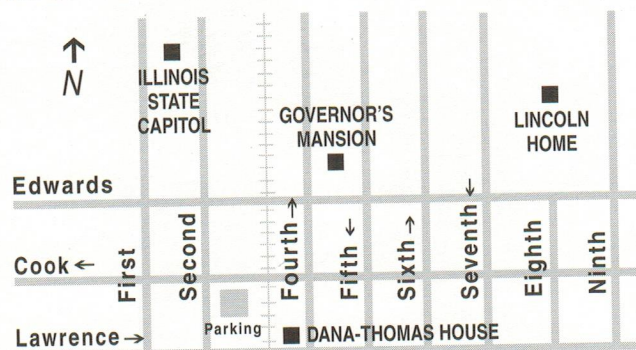 N
ILLINOIS
STATE
CAPITOL
GOVERNOR'S
MANSION
LINCOLN
HOME
Edwards
Cook
First
Second
Fourth
Fifth
Sixth
Seventh
Eighth
Ninth
Parking
Lawrence
DANA-THOMAS HOUSE